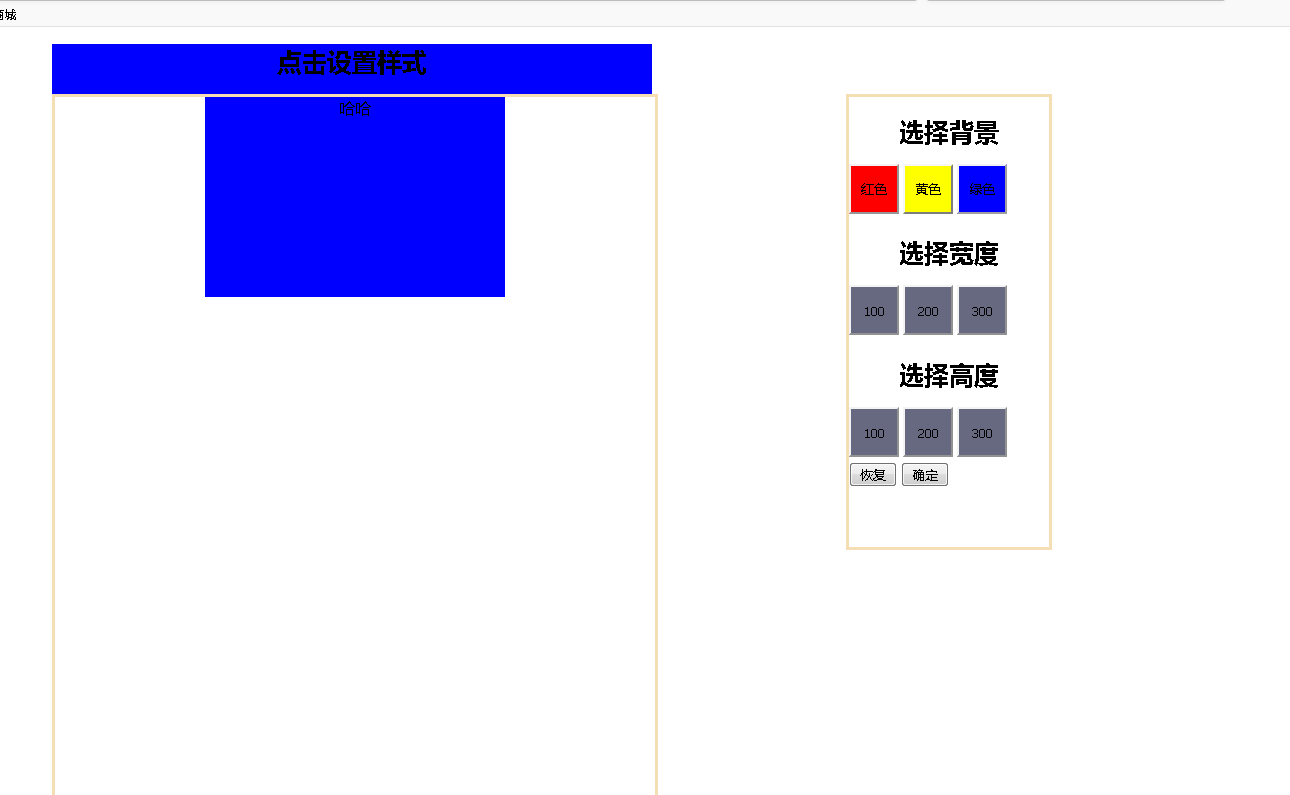 商城
点击设置样式
哈哈
选择背景
红色 黄色 绿色
选择宽度
100 200 300
选择高度
100 200 300
恢复 确定